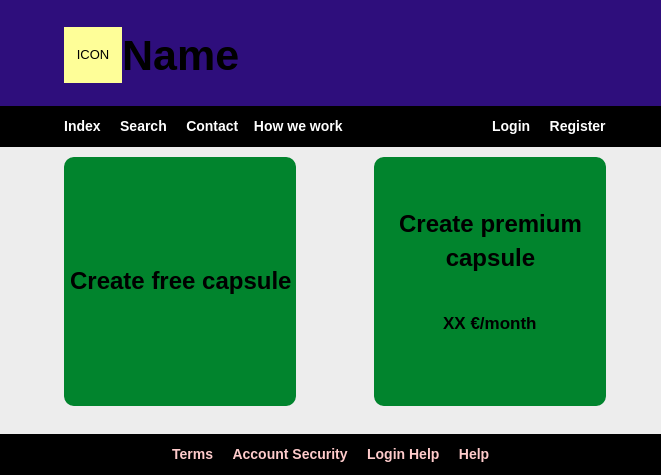 ICON Name
Index Search Contact How we work Login Register
Create free capsule
Create premium
capsule
XX €/month
Terms Account Security Login Help Help